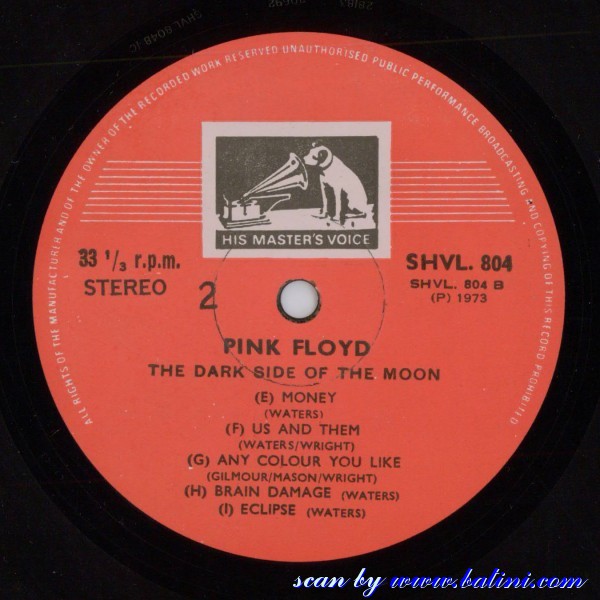 SHVL 804B
ALL RIGHTS OF THE MANUFACTURER AND OF THE OWNER OF THE RECORDED WORK RESERVED UNAUTHORISED PUBLIC PERFORMANCE BROADCASTING AND COPYING OF THIS RECORD PROHIBITED
HIS MASTER'S VOICE
33 1/3 r.p.m.
STEREO
2
SHVL. 804
SHVL. 804 B
(P) 1973
PINK FLOYD
THE DARK SIDE OF THE MOON
(E) MONEY
(WATERS)
(F) US AND THEM
(WATERS/WRIGHT)
(G) ANY COLOUR YOU LIKE
(GILMOUR/MASON/WRIGHT)
(H) BRAIN DAMAGE (WATERS)
(I) ECLIPSE (WATERS)
scan by www.batini.com